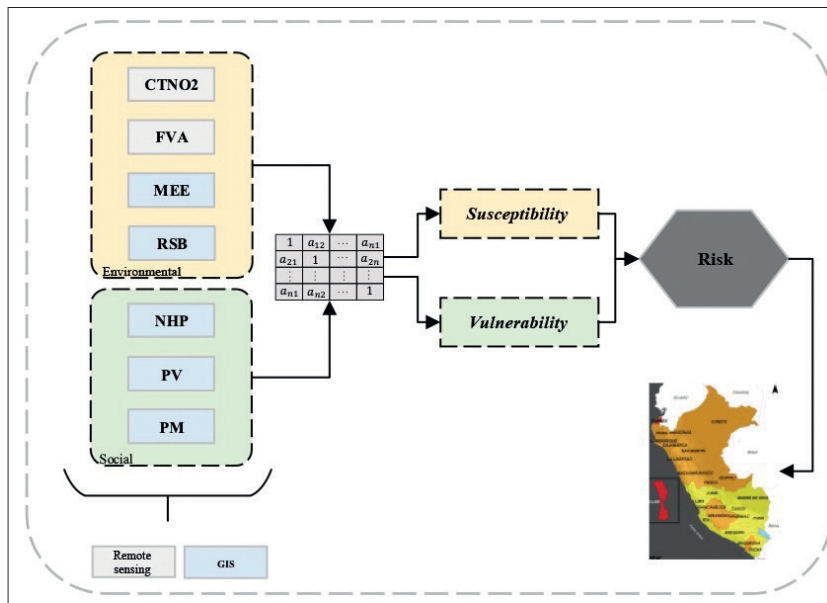 CTNO2
FVA
MEE
RSB
Environmental
NHP
PV
PM
Social
Remote
sensing
GIS
1 a₁₂ ⋯ aₙ₁
a₂₁ 1 ⋯ a₂ₙ
⋮ ⋮ ⋮ ⋮
aₙ₁ aₙ₂ ⋯ 1
Susceptibility
Vulnerability
Risk
LORETO